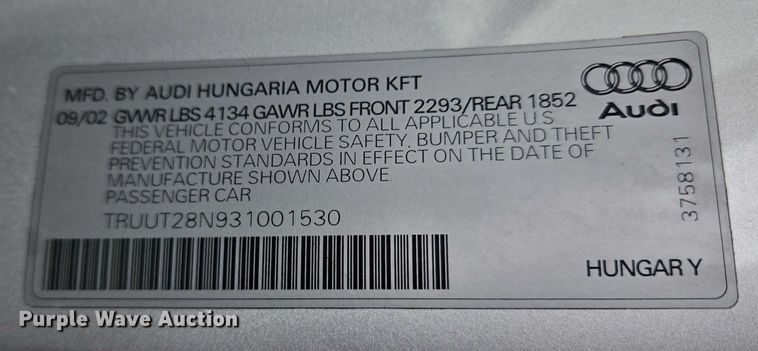 MFD. BY AUDI HUNGARIA MOTOR KFT
09/02 GVWR LBS 4134 GAWR LBS FRONT 2293/REAR 1852
THIS VEHICLE CONFORMS TO ALL APPLICABLE U.S.
FEDERAL MOTOR VEHICLE SAFETY, BUMPER AND THEFT
PREVENTION STANDARDS IN EFFECT ON THE DATE OF
MANUFACTURE SHOWN ABOVE.
PASSENGER CAR
TRUUT28N931001530
Audi
3758131
HUNGARY
Purple Wave Auction